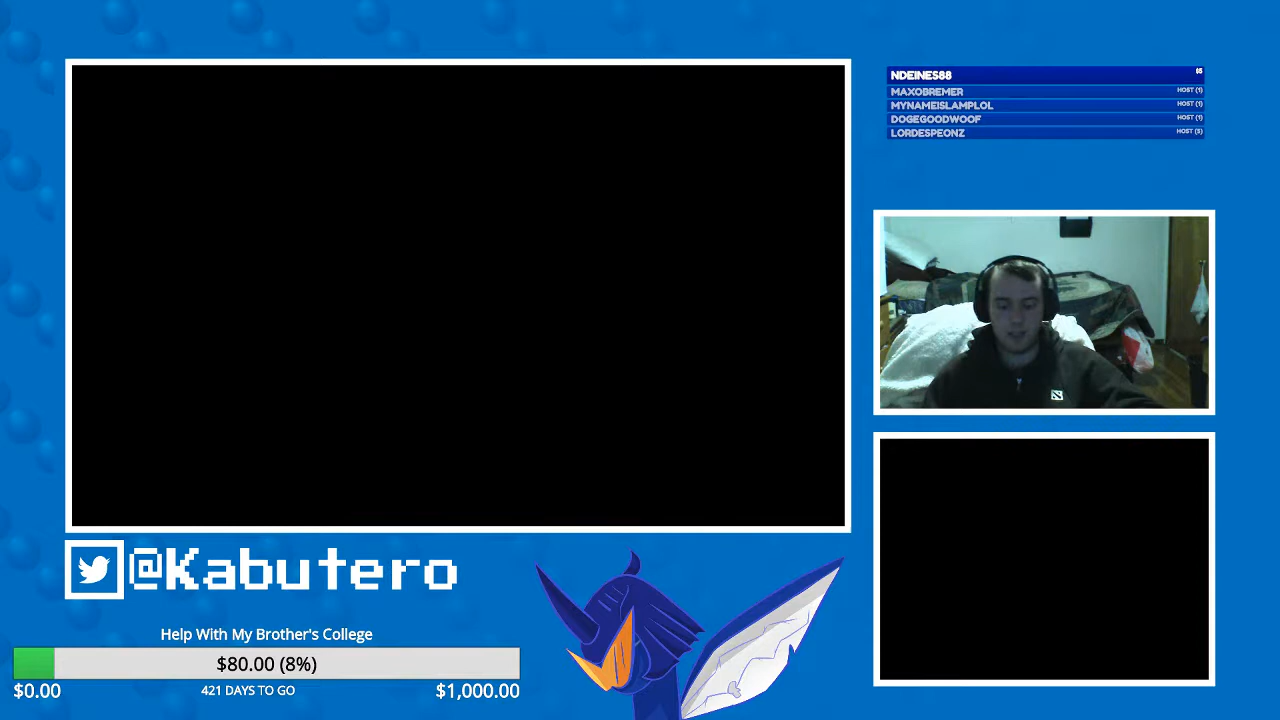 NDEINES88
MAXOBREMER HOST (1)
MYNAMEISLAMPLOL HOST (1)
DOGEGOODWOOF HOST (1)
LORDESPEONZ HOST (3)
@Kabutero
Help With My Brother's College
$80.00 (8%)
$0.00 421 DAYS TO GO $1,000.00